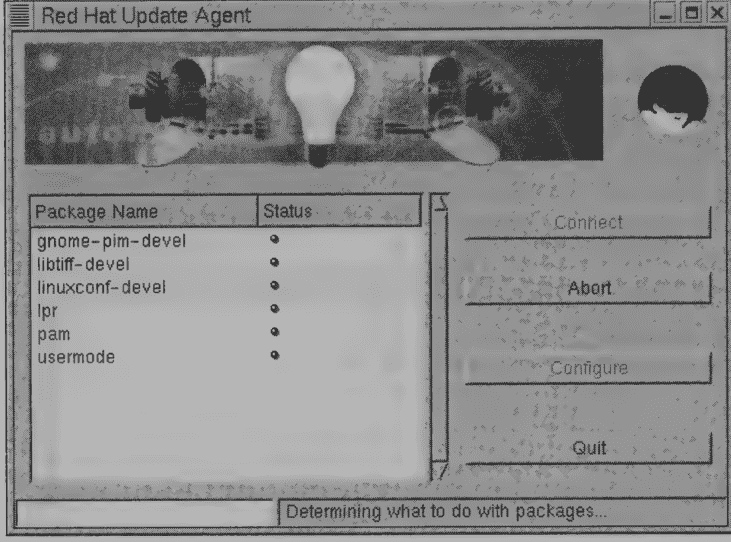 Red Hat Update Agent
Package Name Status
gnome-pim-devel
libtiff-devel
linuxconf-devel
lpr
pam
usermode
Connect
Abort
Configure
Quit
Determining what to do with packages...